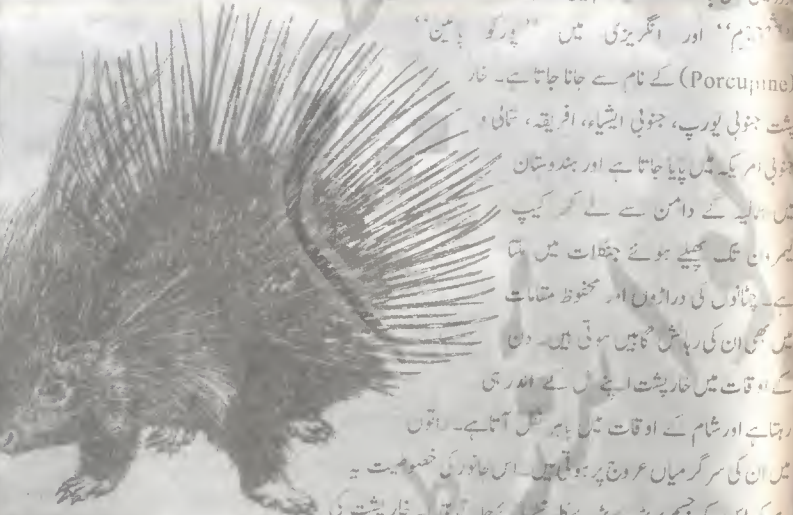 اور انگریزی میں ”پورکو پائین“
(Porcupine) کے نام سے جانا جاتا ہے۔ خار
پشت جنوبی یورپ، جنوبی ایشیاء، افریقہ، شمالی و
جنوبی امریکہ میں پایا جاتا ہے اور ہندوستان
میں ہمالیہ کے دامن سے لے کر کیپ
تک پھیلے ہوئے جنگلات میں ملتا
ہے۔ چٹانوں کی دراڑوں اور محفوظ مقامات
میں بھی ان کی رہائش گاہیں ہوتی ہیں۔ دن
کے اوقات میں خارپشت اپنے بل کے اندر ہی
رہتا ہے اور شام کے اوقات میں باہر نکل آتا ہے۔ راتوں
میں ان کی سرگرمیاں عروج پر ہوتی ہیں۔ اس جانور کی خصوصیت یہ